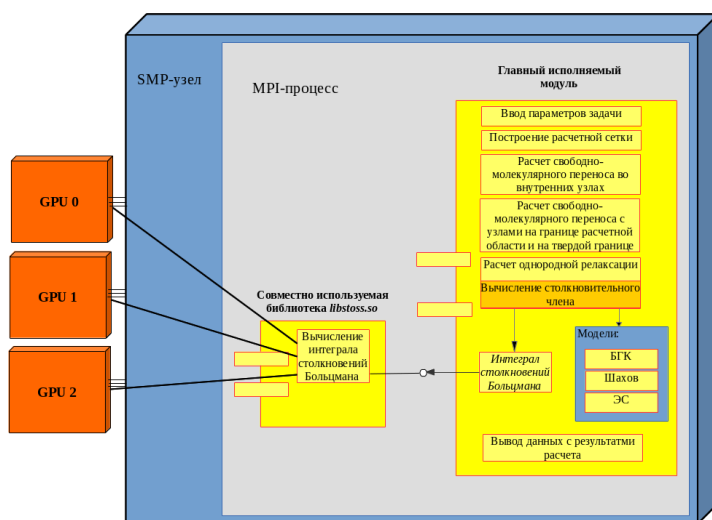 SMP-узел
MPI-процесс
Главный исполняемый
модуль
Ввод параметров задачи
Построение расчетной сетки
Расчет свободно-
молекулярного переноса во
внутренних узлах
Расчет свободно-
молекулярного переноса с
узлами на границе расчетной
области и на твердой границе
Расчет однородной релаксации
Вычисление столкновительного
члена
GPU 0
GPU 1
GPU 2
Совместно используемая
библиотека libstoss.so
Вычисление
интеграла
столкновений
Больцмана
Интеграл
столкновений
Больцмана
Модели:
БГК
Шахов
ЭС
Вывод данных с результатми
расчета